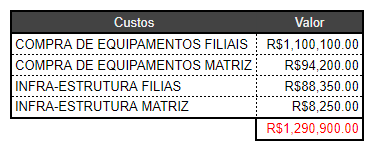 Custos Valor
COMPRA DE EQUIPAMENTOS FILIAIS R$1,100,100.00
COMPRA DE EQUIPAMENTOS MATRIZ R$94,200.00
INFRA-ESTRUTURA FILIAS R$88,350.00
INFRA-ESTRUTURA MATRIZ R$8,250.00
R$1,290,900.00